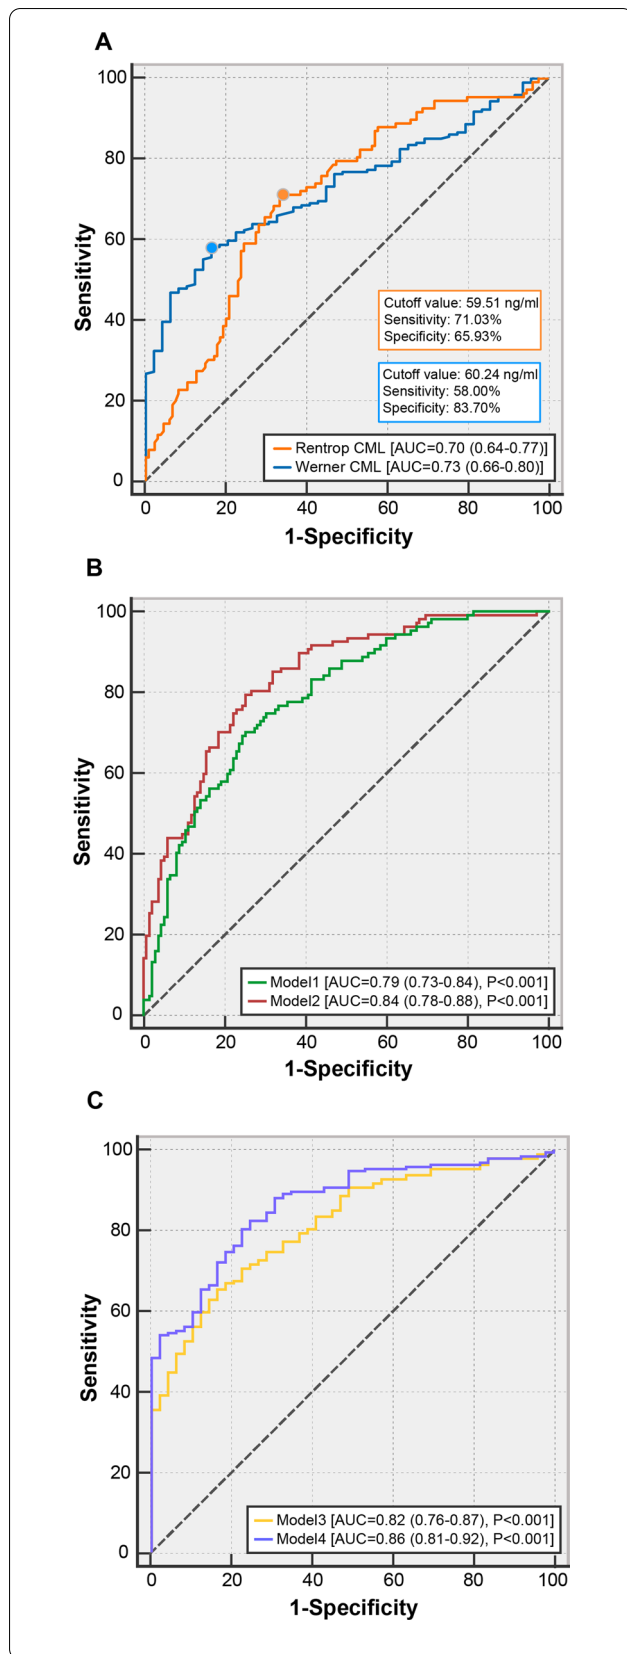 A
100
80
60
40
20
0
Sensitivity
Cutoff value: 59.51 ng/ml
Sensitivity: 71.03%
Specificity: 65.93%
Cutoff value: 60.24 ng/ml
Sensitivity: 58.00%
Specificity: 83.70%
Rentrop CML [AUC=0.70 (0.64-0.77)]
Werner CML [AUC=0.73 (0.66-0.80)]
0 20 40 60 80 100
1-Specificity
B
100
80
60
40
20
0
Sensitivity
Model1 [AUC=0.79 (0.73-0.84), P<0.001]
Model2 [AUC=0.84 (0.78-0.88), P<0.001]
0 20 40 60 80 100
1-Specificity
C
100
80
60
40
20
0
Sensitivity
Model3 [AUC=0.82 (0.76-0.87), P<0.001]
Model4 [AUC=0.86 (0.81-0.92), P<0.001]
0 20 40 60 80 100
1-Specificity